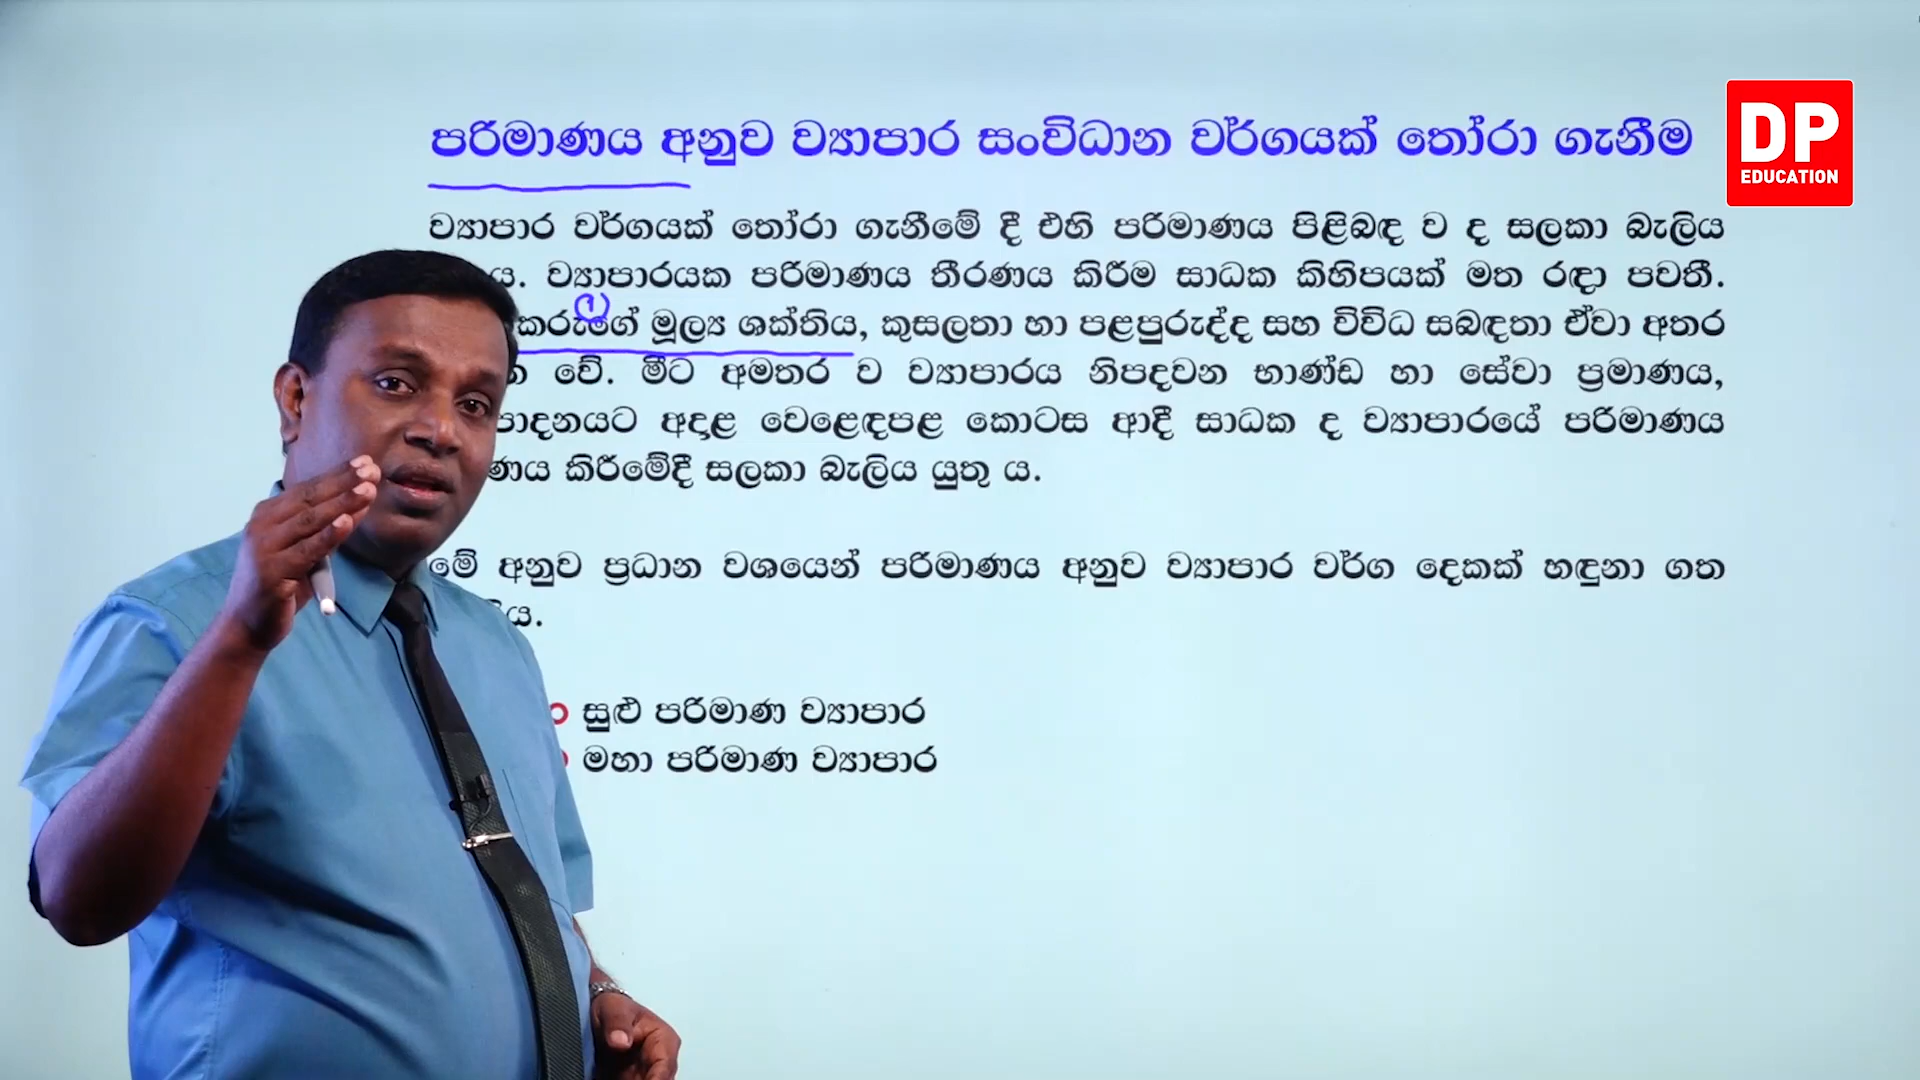 DP
EDUCATION
පරිමාණය අනුව ව්‍යාපාර සංවිධාන වර්ගයක් තෝරා ගැනීම
ව්‍යාපාර වර්ගයක් තෝරා ගැනීමේ දී එහි පරිමාණය පිළිබඳ ව ද සලකා බැලිය
ය. ව්‍යාපාරයක පරිමාණය තීරණය කිරීම සාධක කිහිපයක් මත රඳා පවතී.
මූල්‍ය ශක්තිය, කුසලතා හා පළපුරුද්ද සහ විවිධ සබඳතා ඒවා අතර
වේ. මීට අමතර ව ව්‍යාපාරය නිපදවන භාණ්ඩ හා සේවා ප්‍රමාණය,
අදාළ වෙළෙඳපළ කොටස ආදී සාධක ද ව්‍යාපාරයේ පරිමාණය
කිරීමේදී සලකා බැලිය යුතු ය.
මේ අනුව ප්‍රධාන වශයෙන් පරිමාණය අනුව ව්‍යාපාර වර්ග දෙකක් හඳුනා ගත
සුළු පරිමාණ ව්‍යාපාර
මහා පරිමාණ ව්‍යාපාර